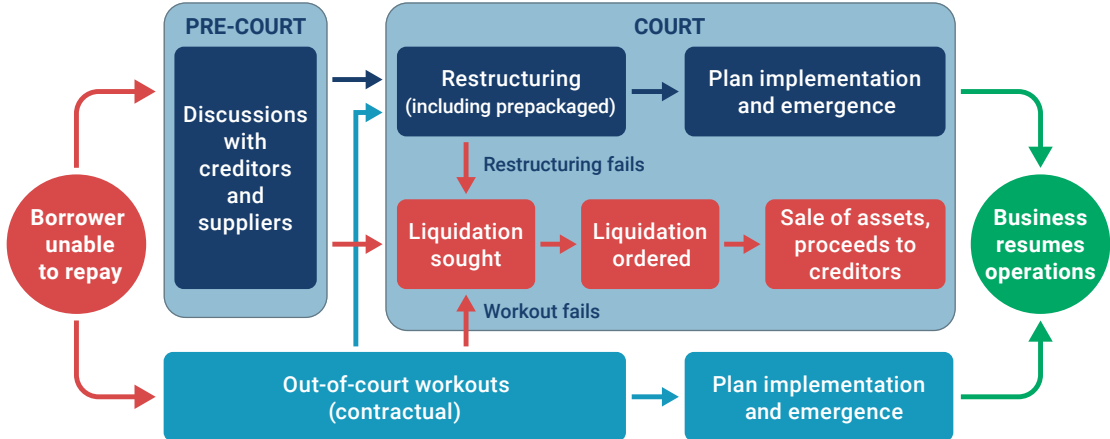 PRE-COURT
COURT
Discussions
with
creditors
and
suppliers
Restructuring
(including prepackaged)
Plan implementation
and emergence
Restructuring fails
Borrower
unable
to repay
Liquidation
sought
Liquidation
ordered
Sale of assets,
proceeds to
creditors
Business
resumes
operations
Workout fails
Out-of-court workouts
(contractual)
Plan implementation
and emergence